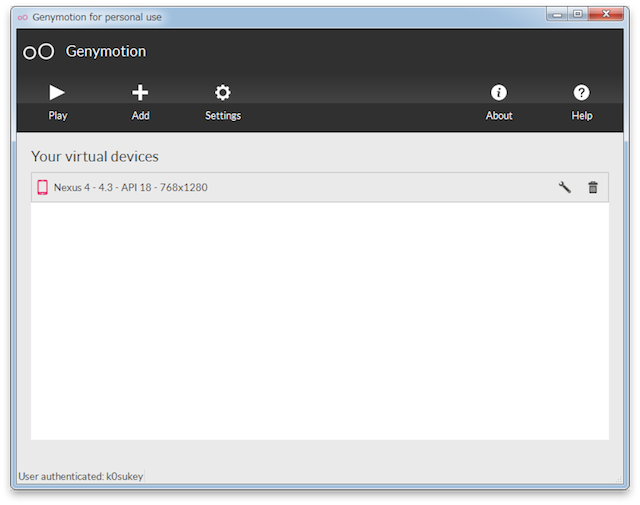 Genymotion for personal use
Genymotion
Play Add Settings About Help
Your virtual devices
Nexus 4 - 4.3 - API 18 - 768x1280
User authenticated: k0sukey